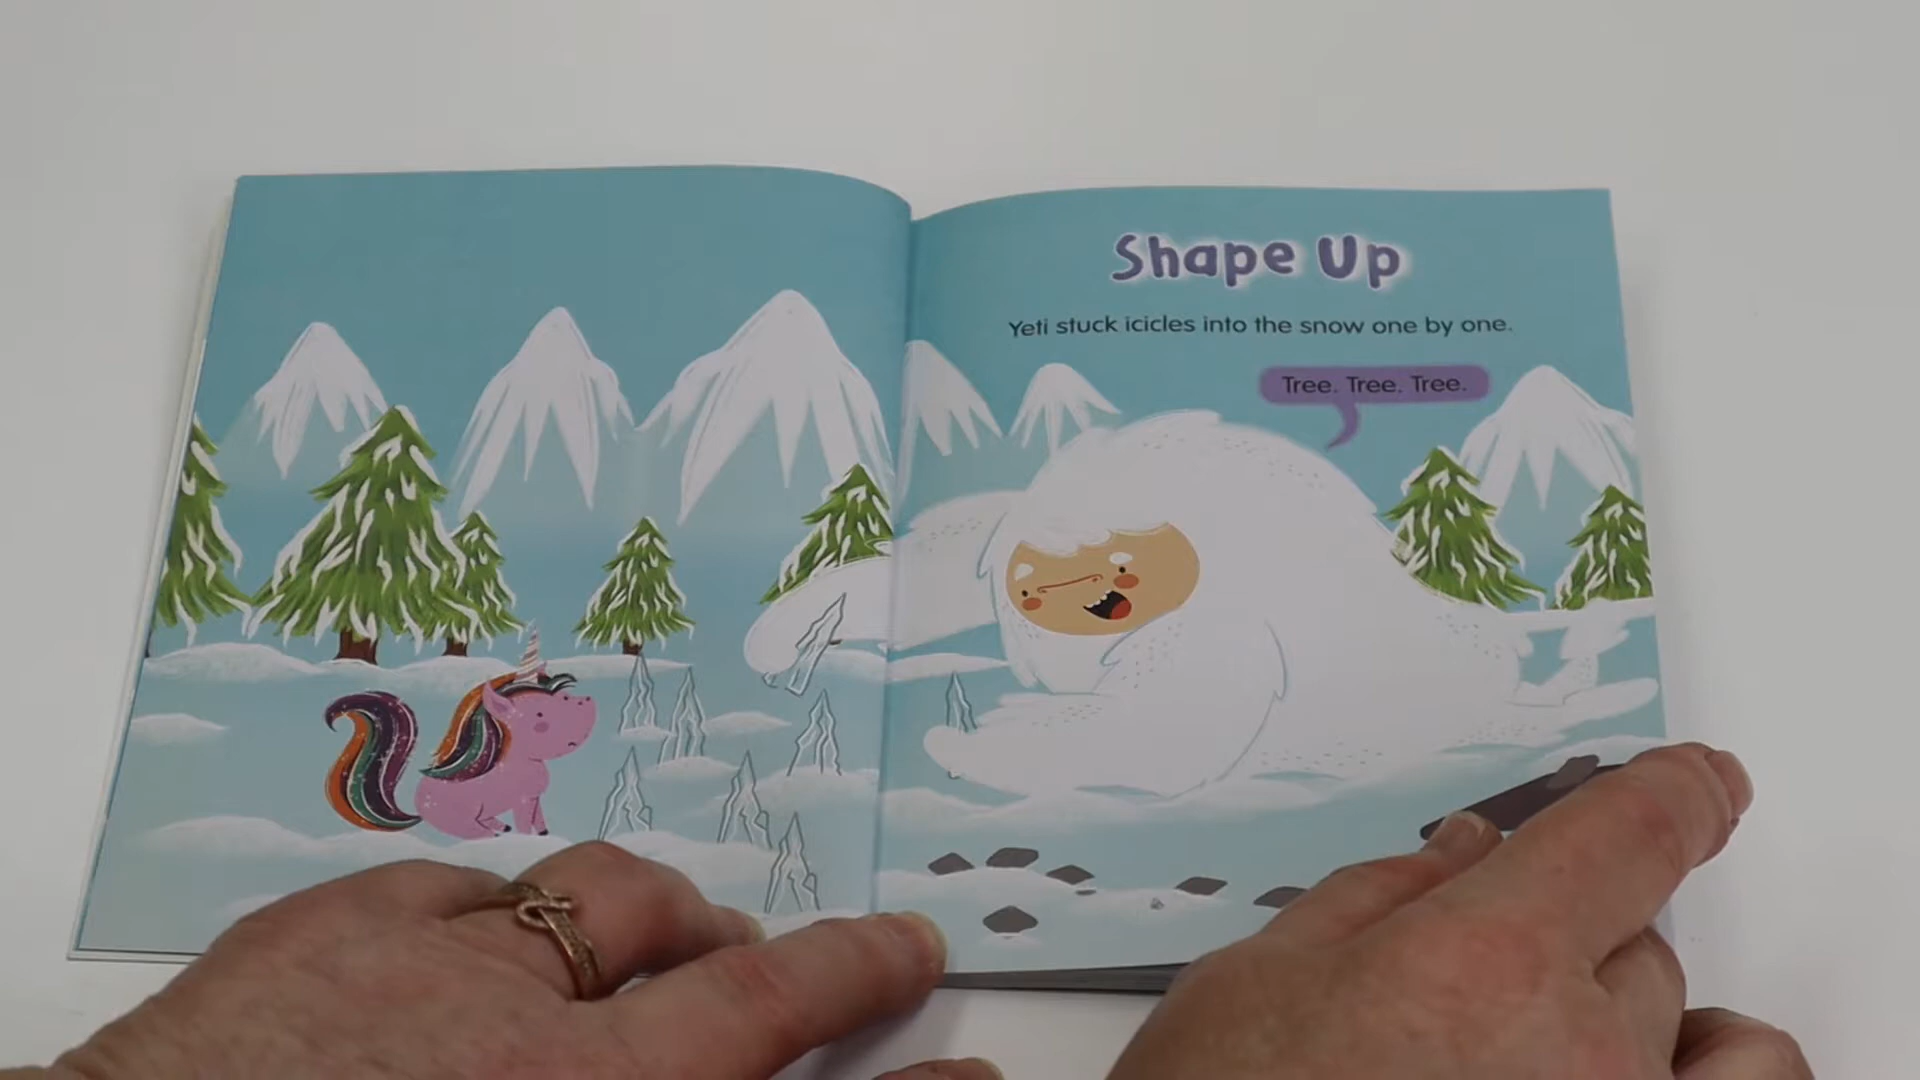 Shape Up
Yeti stuck icicles into the snow one by one.
Tree. Tree. Tree.